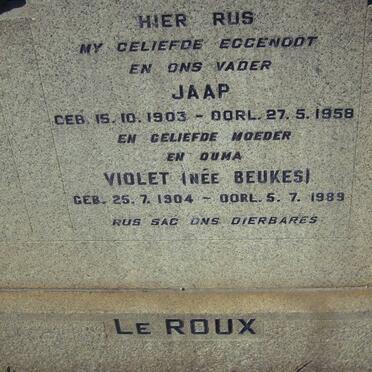 HIER RUS
MY GELIEFDE EGGENOOT
EN ONS VADER
JAAP
GEB. 15. 10. 1903 - OORL. 27. 5. 1958
EN GELIEFDE MOEDER
EN OUMA
VIOLET (NÉE BEUKES)
GEB. 25. 7. 1904 - OORL. 5. 7. 1989
RUS SAG ONS DIERBARES
LE ROUX